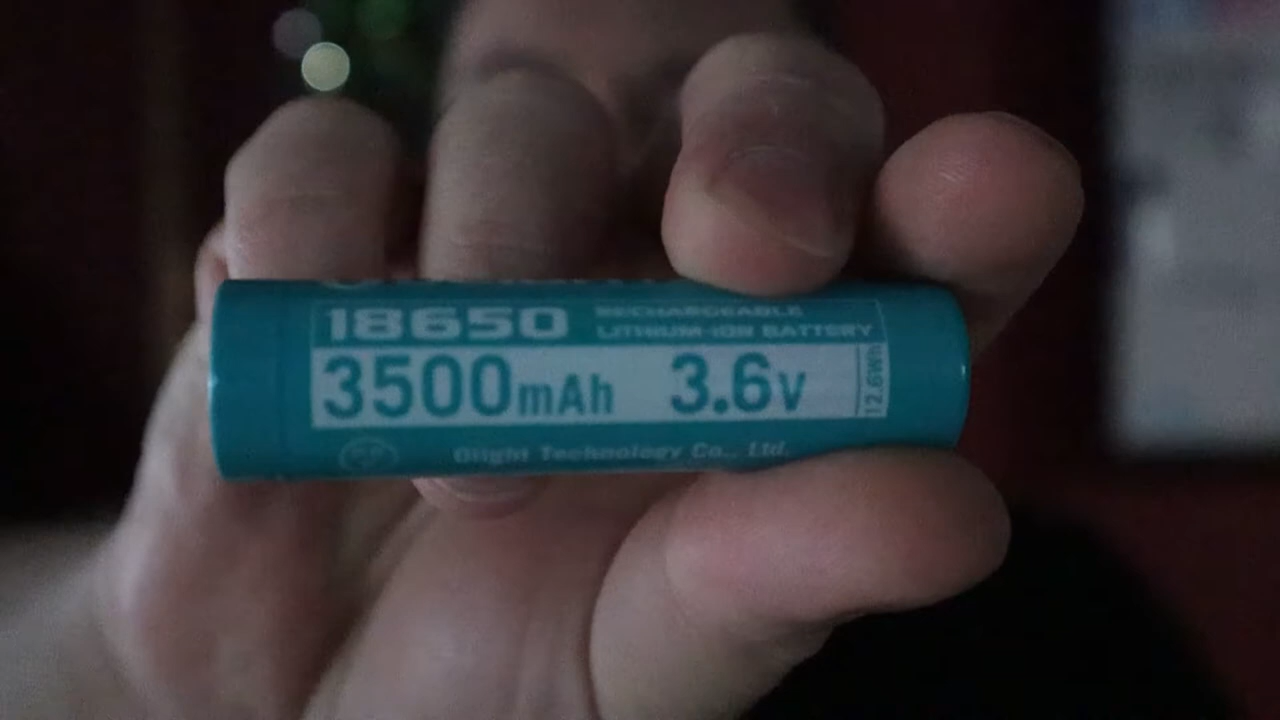 18650 RECHARGEABLE
LITHIUM-ION BATTERY
3500mAh 3.6V
12.6Wh
Olight Technology Co., Ltd.